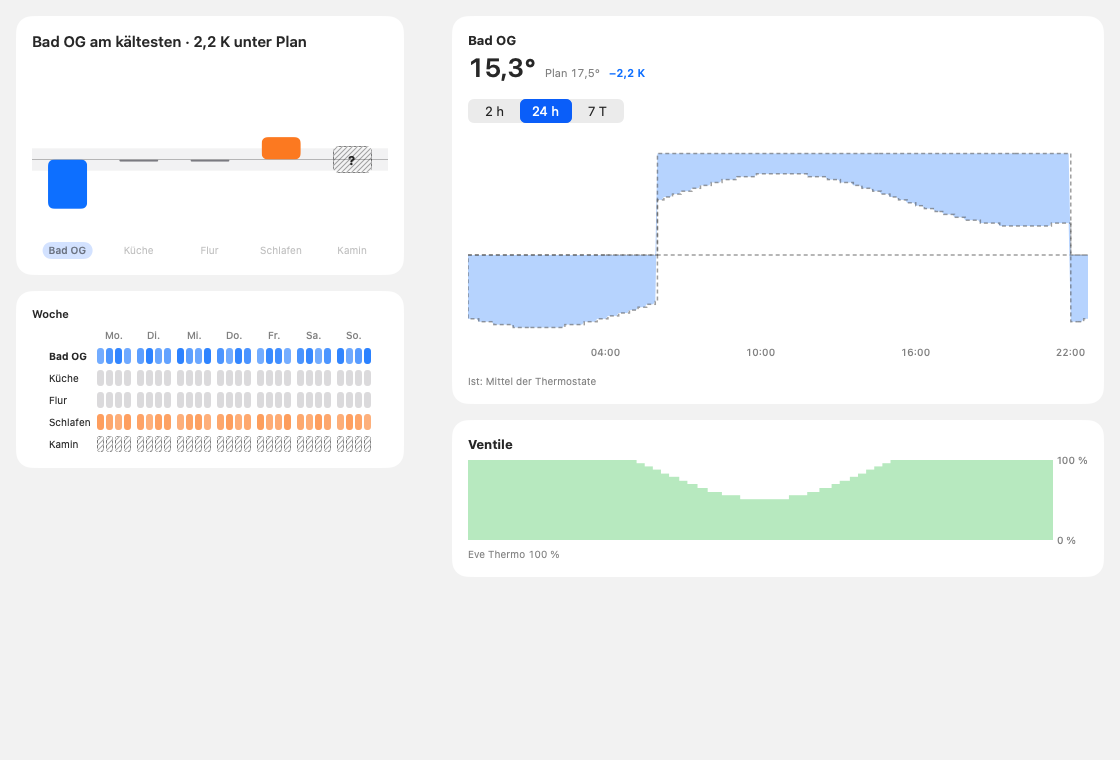 Bad OG am kältesten · 2,2 K unter Plan
?
Bad OG Küche Flur Schlafen Kamin
Woche
Mo. Di. Mi. Do. Fr. Sa. So.
Bad OG
Küche
Flur
Schlafen
Kamin
Bad OG
15,3° Plan 17,5° −2,2 K
2 h 24 h 7 T
04:00 10:00 16:00 22:00
Ist: Mittel der Thermostate
Ventile
100 %
0 %
Eve Thermo 100 %